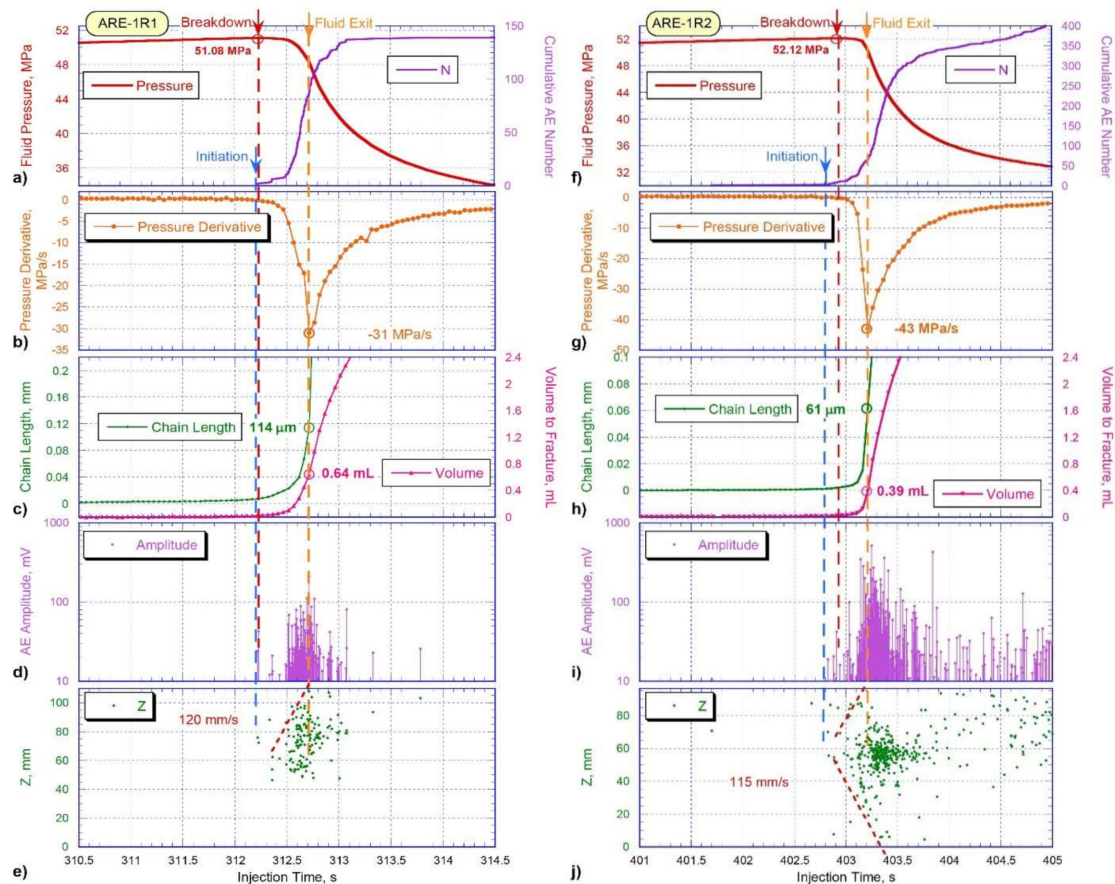 ARE-1R1
Breakdown
Fluid Exit
52
48
44
40
36
Fluid Pressure, MPa
51.08 MPa
Pressure
N
Initiation
150
100
50
0
Cumulative AE Number
a)
0
-5
-10
-15
-20
-25
-30
-35
Pressure Derivative, MPa/s
Pressure Derivative
-31 MPa/s
b)
0.2
0.16
0.12
0.08
0.04
0
Chain Length, mm
Chain Length
114 μm
0.64 mL
Volume
2.4
2.0
1.6
1.2
0.8
0.4
0
Volume to Fracture, mL
c)
1000
100
10
AE Amplitude, mV
Amplitude
d)
100
80
60
40
20
0
Z, mm
Z
120 mm/s
310.5 311 311.5 312 312.5 313 313.5 314 314.5
Injection Time, s
e)
ARE-1R2
Breakdown
Fluid Exit
52
48
44
40
36
32
Fluid Pressure, MPa
52.12 MPa
Pressure
N
Initiation
400
350
300
250
200
150
100
50
0
Cumulative AE Number
f)
0
-10
-20
-30
-40
-50
Pressure Derivative, MPa/s
Pressure Derivative
-43 MPa/s
g)
0.1
0.08
0.06
0.04
0.02
0
Chain Length, mm
Chain Length
61 μm
0.39 mL
Volume
2.4
2.0
1.6
1.2
0.8
0.4
0
Volume to Fracture, mL
h)
1000
100
10
AE Amplitude, mV
Amplitude
i)
80
60
40
20
0
Z, mm
Z
115 mm/s
401 401.5 402 402.5 403 403.5 404 404.5 405
Injection Time, s
j)